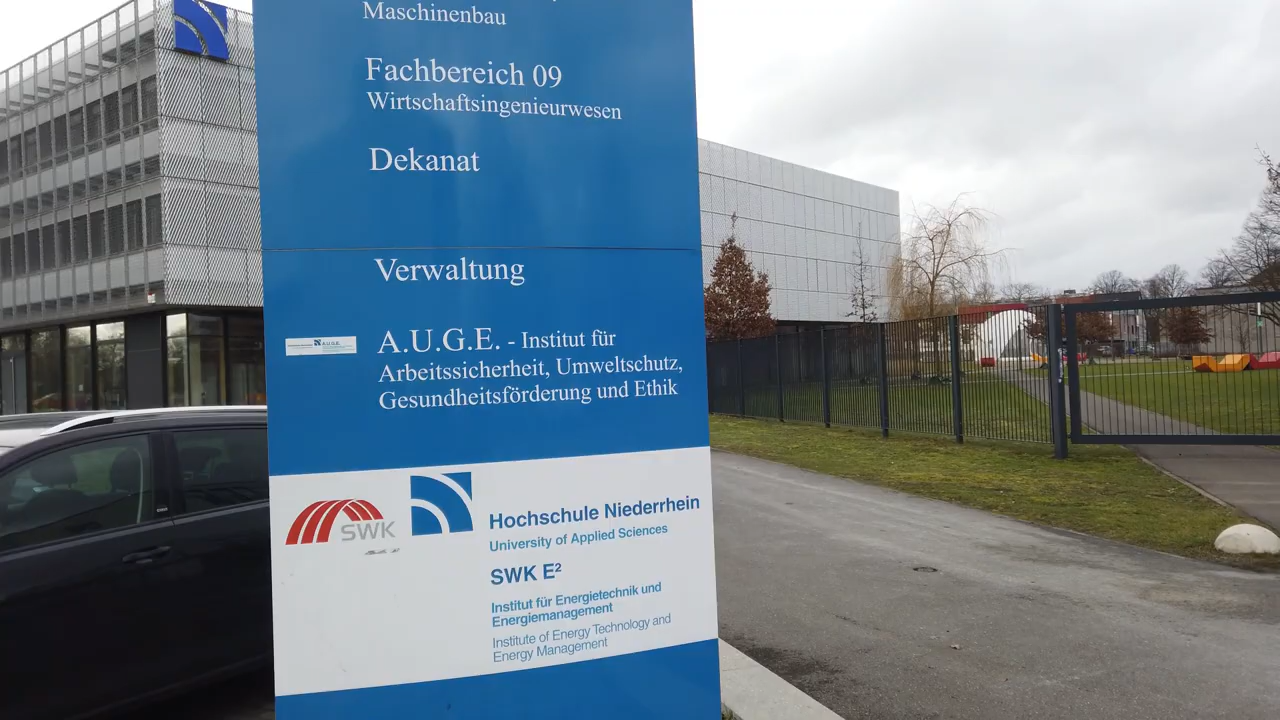 Maschinenbau
Fachbereich 09
Wirtschaftsingenieurwesen
Dekanat
Verwaltung
A.U.G.E.
A.U.G.E. - Institut für
Arbeitssicherheit, Umweltschutz,
Gesundheitsförderung und Ethik
SWK
Hochschule Niederrhein
University of Applied Sciences
SWK E²
Institut für Energietechnik und
Energiemanagement
Institute of Energy Technology and
Energy Management